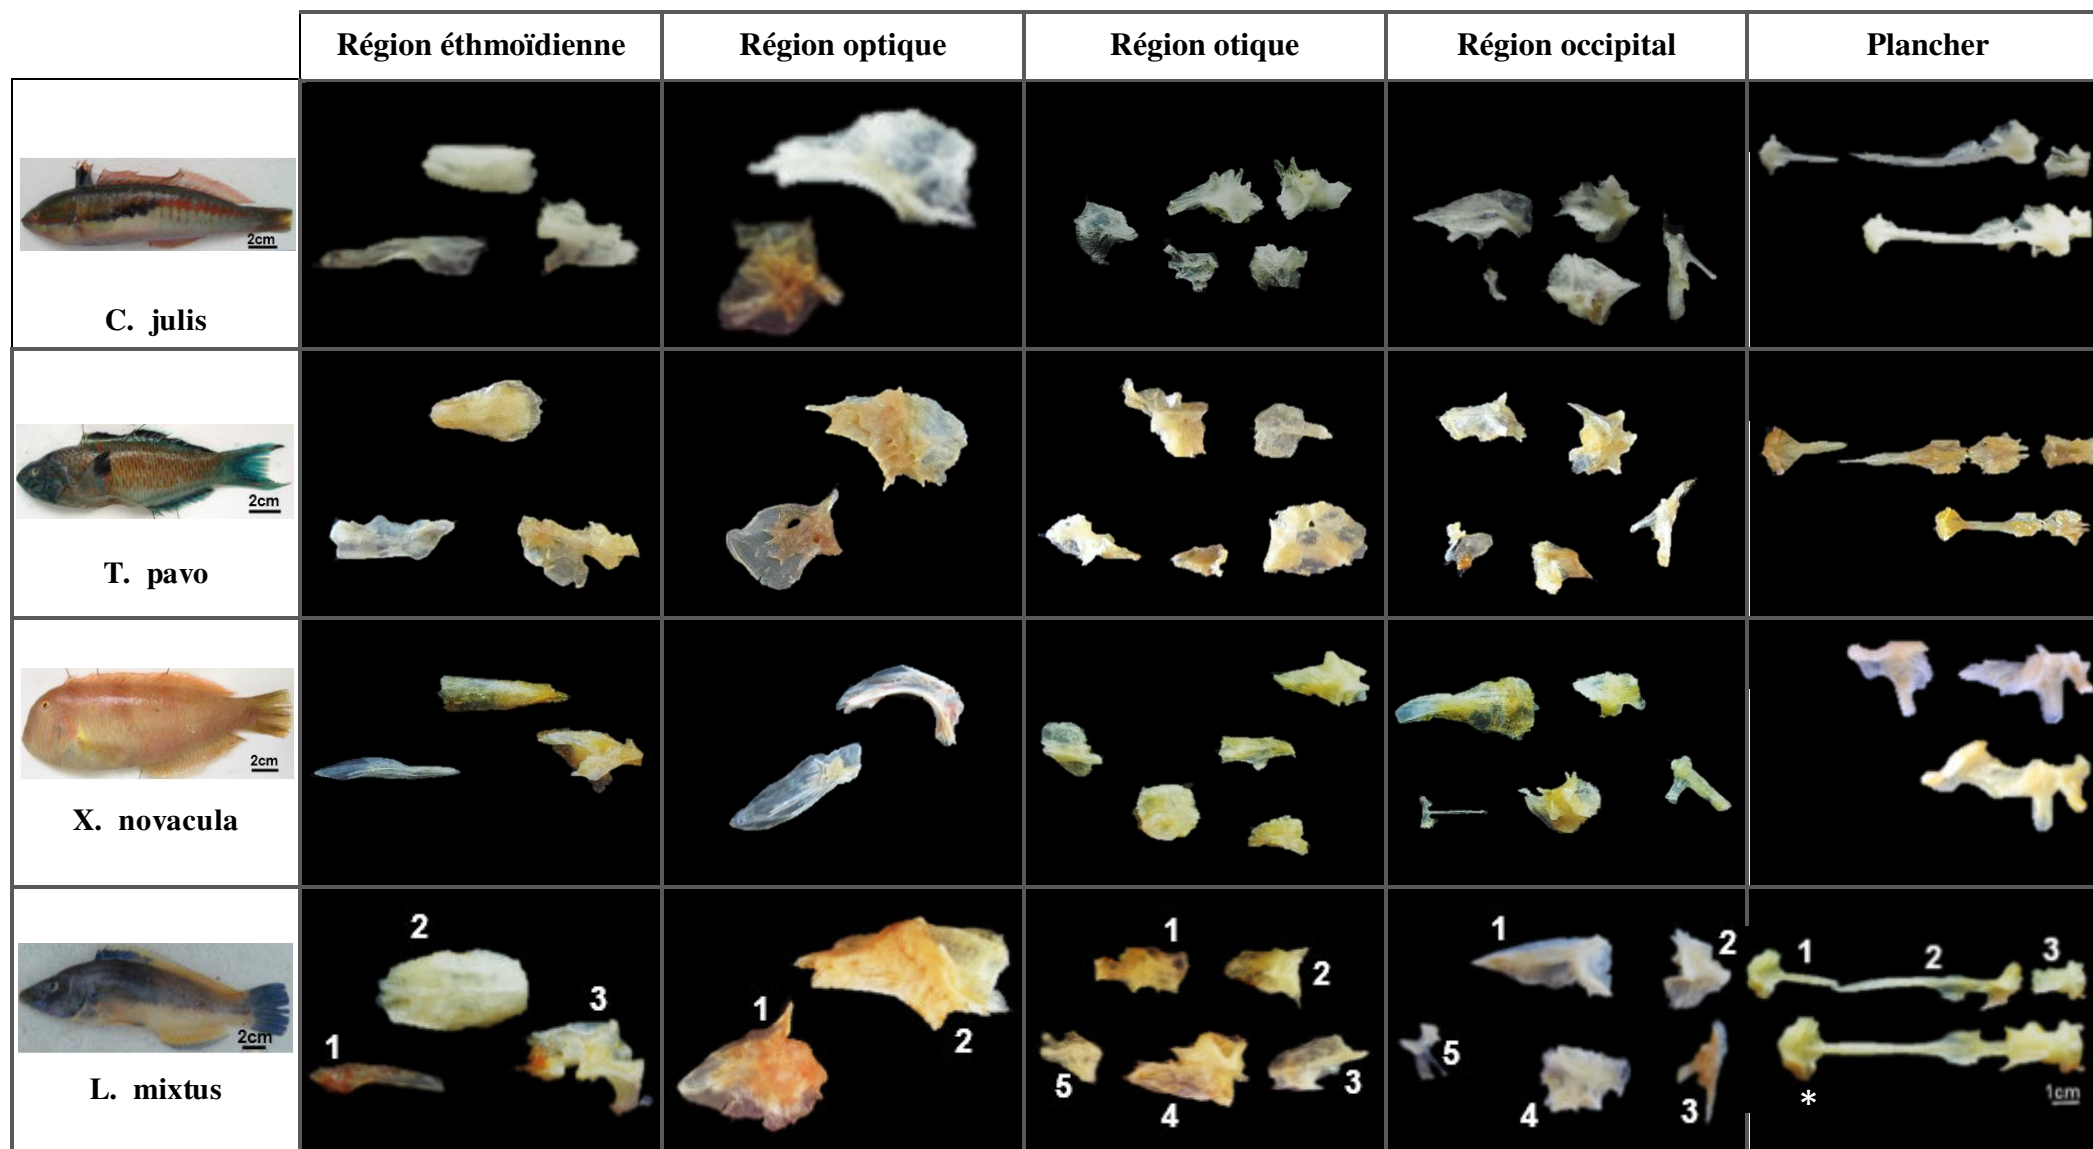 Région éthmoïdienne
Région optique
Région otique
Région occipital
Plancher
2cm
C. julis
2cm
T. pavo
2cm
X. novacula
2cm
L. mixtus
1
2
3
1
2
1
2
3
4
5
1
2
3
4
5
1
2
3
*
1cm